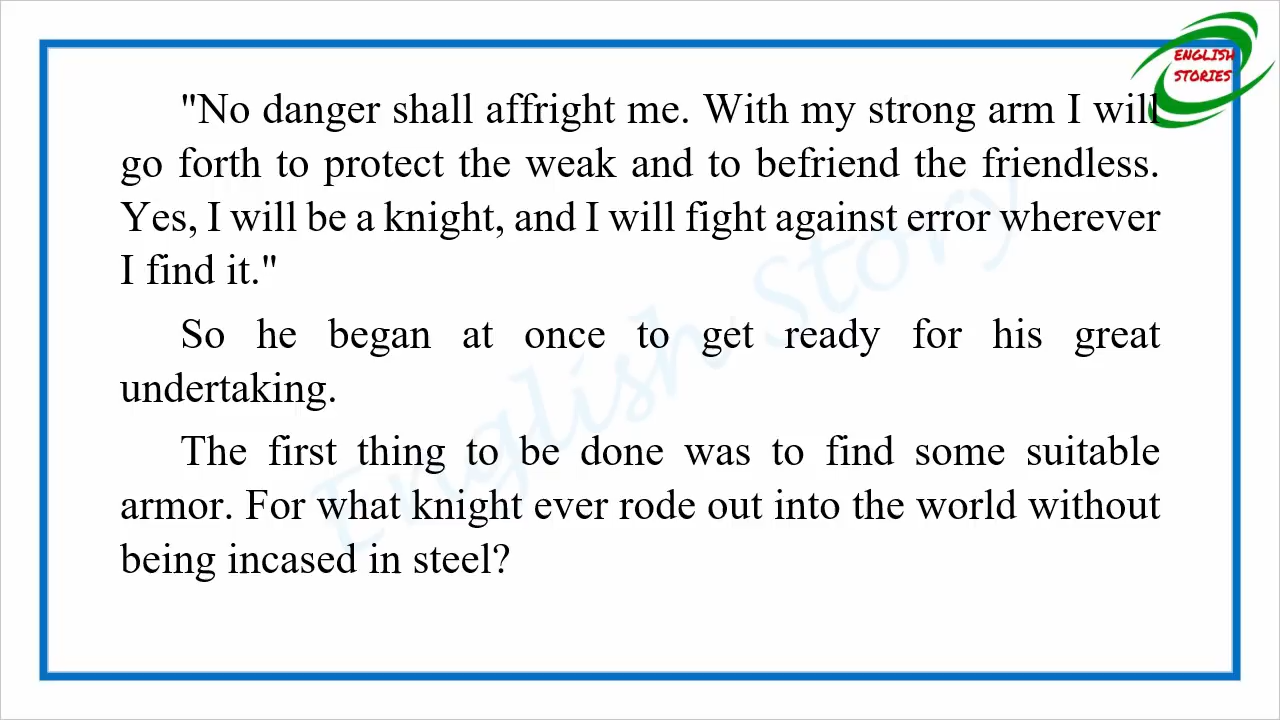 ENGLISH
STORIES
"No danger shall affright me. With my strong arm I will
go forth to protect the weak and to befriend the friendless.
Yes, I will be a knight, and I will fight against error wherever
I find it."
So he began at once to get ready for his great
undertaking.
The first thing to be done was to find some suitable
armor. For what knight ever rode out into the world without
being incased in steel?
English Story